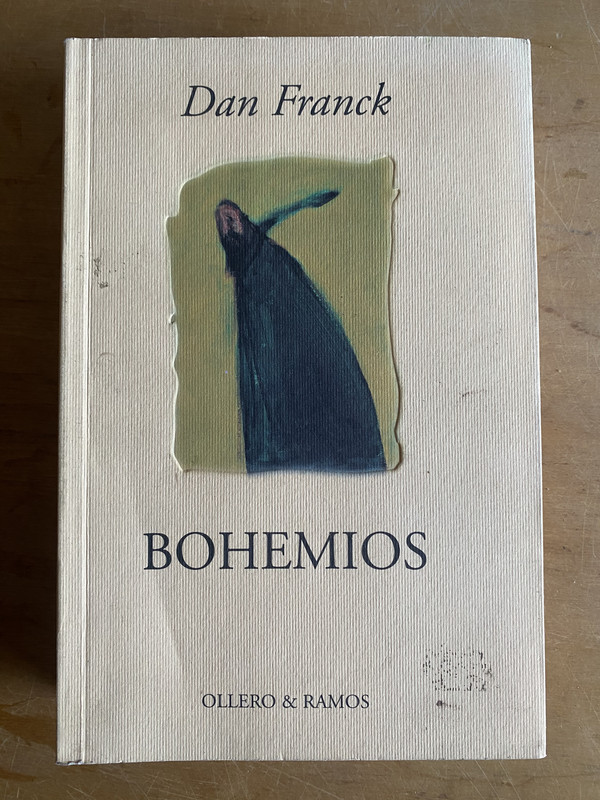 Dan Franck
BOHEMIOS
OLLERO & RAMOS